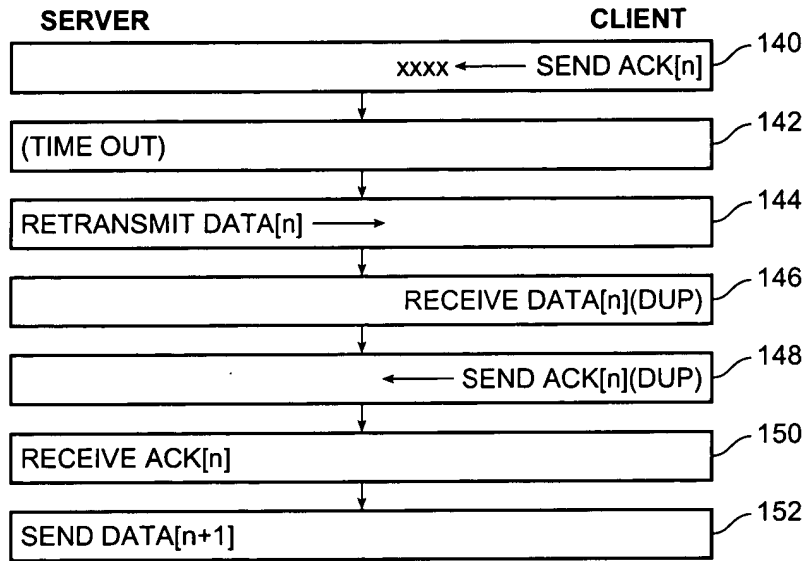 SERVER CLIENT
xxxx SEND ACK[n] 140
(TIME OUT) 142
RETRANSMIT DATA[n] 144
RECEIVE DATA[n](DUP) 146
SEND ACK[n](DUP) 148
RECEIVE ACK[n] 150
SEND DATA[n+1] 152